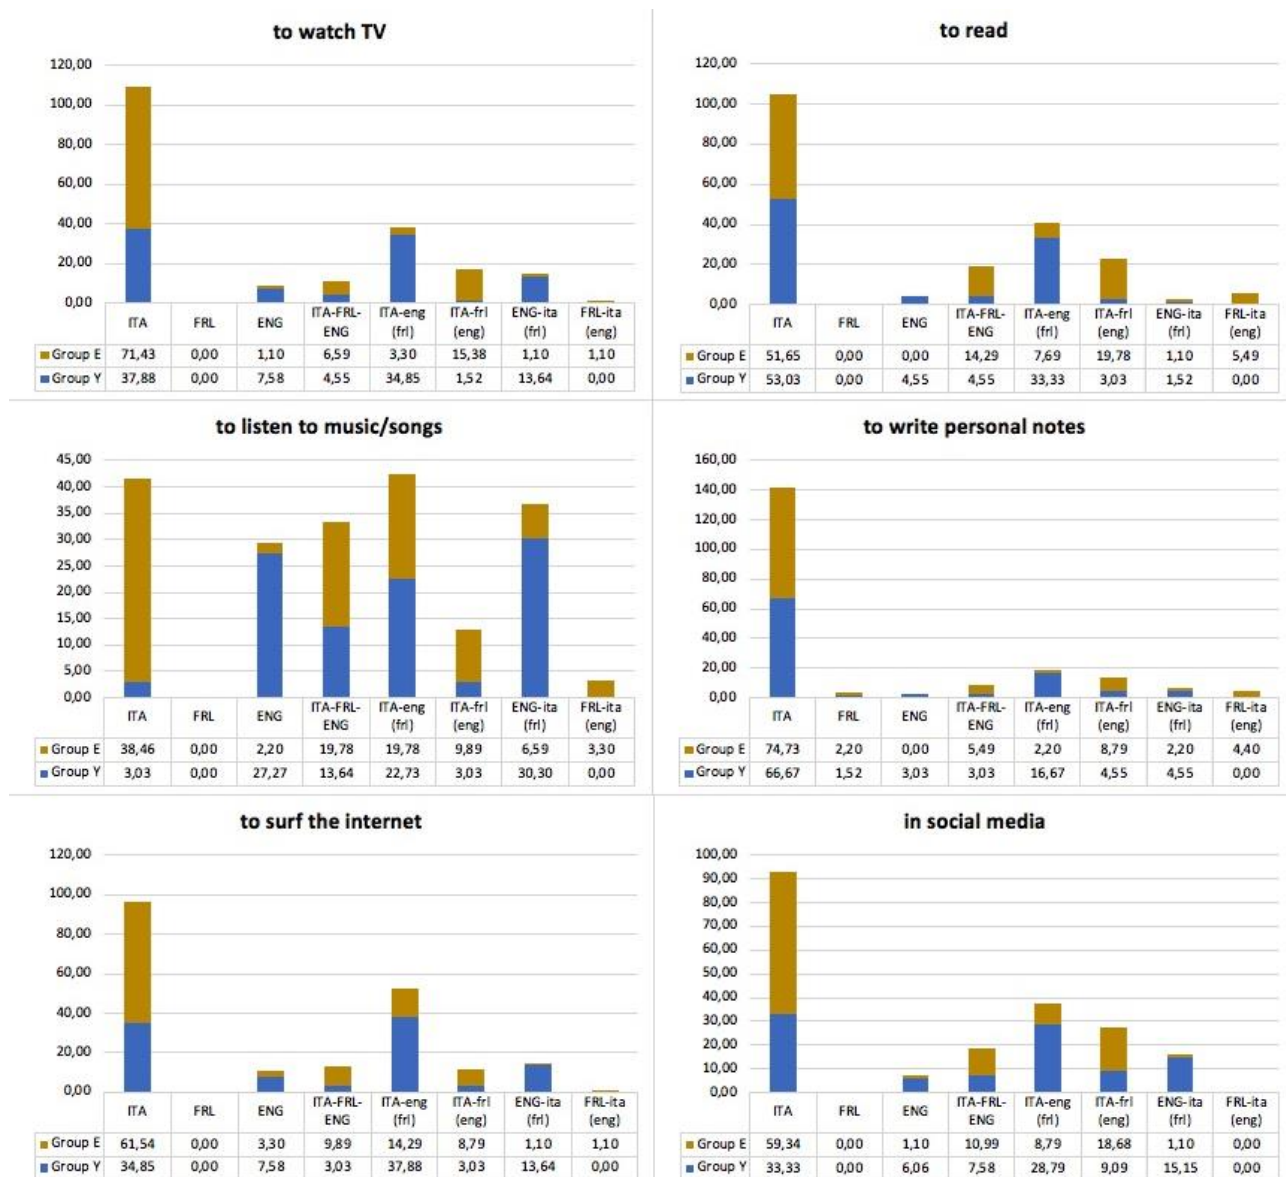 to watch TV
120,00
100,00
80,00
60,00
40,00
20,00
0,00
ITA FRL ENG ITA-FRL-ENG ITA-eng (frl) ITA-frl (eng) ENG-ita (frl) FRL-ita (eng)
Group E 71,43 0,00 1,10 6,59 3,30 15,38 1,10 1,10
Group Y 37,88 0,00 7,58 4,55 34,85 1,52 13,64 0,00
to read
120,00
100,00
80,00
60,00
40,00
20,00
0,00
ITA FRL ENG ITA-FRL-ENG ITA-eng (frl) ITA-frl (eng) ENG-ita (frl) FRL-ita (eng)
Group E 51,65 0,00 0,00 14,29 7,69 19,78 1,10 5,49
Group Y 53,03 0,00 4,55 4,55 33,33 3,03 1,52 0,00
to listen to music/songs
45,00
40,00
35,00
30,00
25,00
20,00
15,00
10,00
5,00
0,00
ITA FRL ENG ITA-FRL-ENG ITA-eng (frl) ITA-frl (eng) ENG-ita (frl) FRL-ita (eng)
Group E 38,46 0,00 2,20 19,78 19,78 9,89 6,59 3,30
Group Y 3,03 0,00 27,27 13,64 22,73 3,03 30,30 0,00
to write personal notes
160,00
140,00
120,00
100,00
80,00
60,00
40,00
20,00
0,00
ITA FRL ENG ITA-FRL-ENG ITA-eng (frl) ITA-frl (eng) ENG-ita (frl) FRL-ita (eng)
Group E 74,73 2,20 0,00 5,49 2,20 8,79 2,20 4,40
Group Y 66,67 1,52 3,03 3,03 16,67 4,55 4,55 0,00
to surf the internet
120,00
100,00
80,00
60,00
40,00
20,00
0,00
ITA FRL ENG ITA-FRL-ENG ITA-eng (frl) ITA-frl (eng) ENG-ita (frl) FRL-ita (eng)
Group E 61,54 0,00 3,30 9,89 14,29 8,79 1,10 1,10
Group Y 34,85 0,00 7,58 3,03 37,88 3,03 13,64 0,00
in social media
100,00
90,00
80,00
70,00
60,00
50,00
40,00
30,00
20,00
10,00
0,00
ITA FRL ENG ITA-FRL-ENG ITA-eng (frl) ITA-frl (eng) ENG-ita (frl) FRL-ita (eng)
Group E 59,34 0,00 1,10 10,99 8,79 18,68 1,10 0,00
Group Y 33,33 0,00 6,06 7,58 28,79 9,09 15,15 0,00